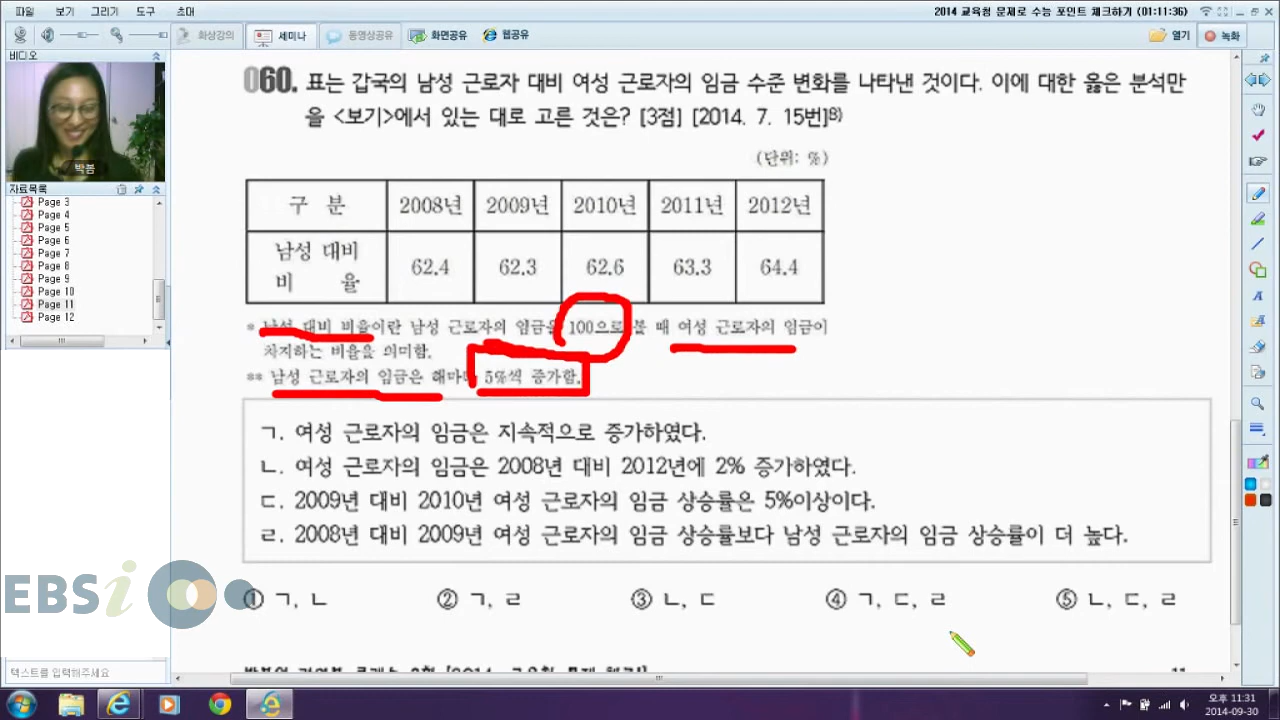 파일 보기 그리기 도구 초대
2014 교육청 문제로 수능 포인트 체크하기 (01:11:36)
화상강의 세미나 동영상공유 화면공유 웹공유 열기 녹화
비디오
박봄
자료목록
Page 3
Page 4
Page 5
Page 6
Page 7
Page 8
Page 9
Page 10
Page 11
Page 12
060. 표는 갑국의 남성 근로자 대비 여성 근로자의 임금 수준 변화를 나타낸 것이다. 이에 대한 옳은 분석만
을 <보기>에서 있는 대로 고른 것은? [3점] [2014. 7. 15번]8)
(단위: %)
구 분 2008년 2009년 2010년 2011년 2012년
남성 대비
비 율 62.4 62.3 62.6 63.3 64.4
* 남성 대비 비율이란 남성 근로자의 임금을 100으로 볼 때 여성 근로자의 임금이
차지하는 비율을 의미함.
** 남성 근로자의 임금은 해마다 5%씩 증가함.
ㄱ. 여성 근로자의 임금은 지속적으로 증가하였다.
ㄴ. 여성 근로자의 임금은 2008년 대비 2012년에 2% 증가하였다.
ㄷ. 2009년 대비 2010년 여성 근로자의 임금 상승률은 5%이상이다.
ㄹ. 2008년 대비 2009년 여성 근로자의 임금 상승률보다 남성 근로자의 임금 상승률이 더 높다.
① ㄱ, ㄴ ② ㄱ, ㄹ ③ ㄴ, ㄷ ④ ㄱ, ㄷ, ㄹ ⑤ ㄴ, ㄷ, ㄹ
EBSi
텍스트를 입력해주세요
11
오후 11:31
2014-09-30